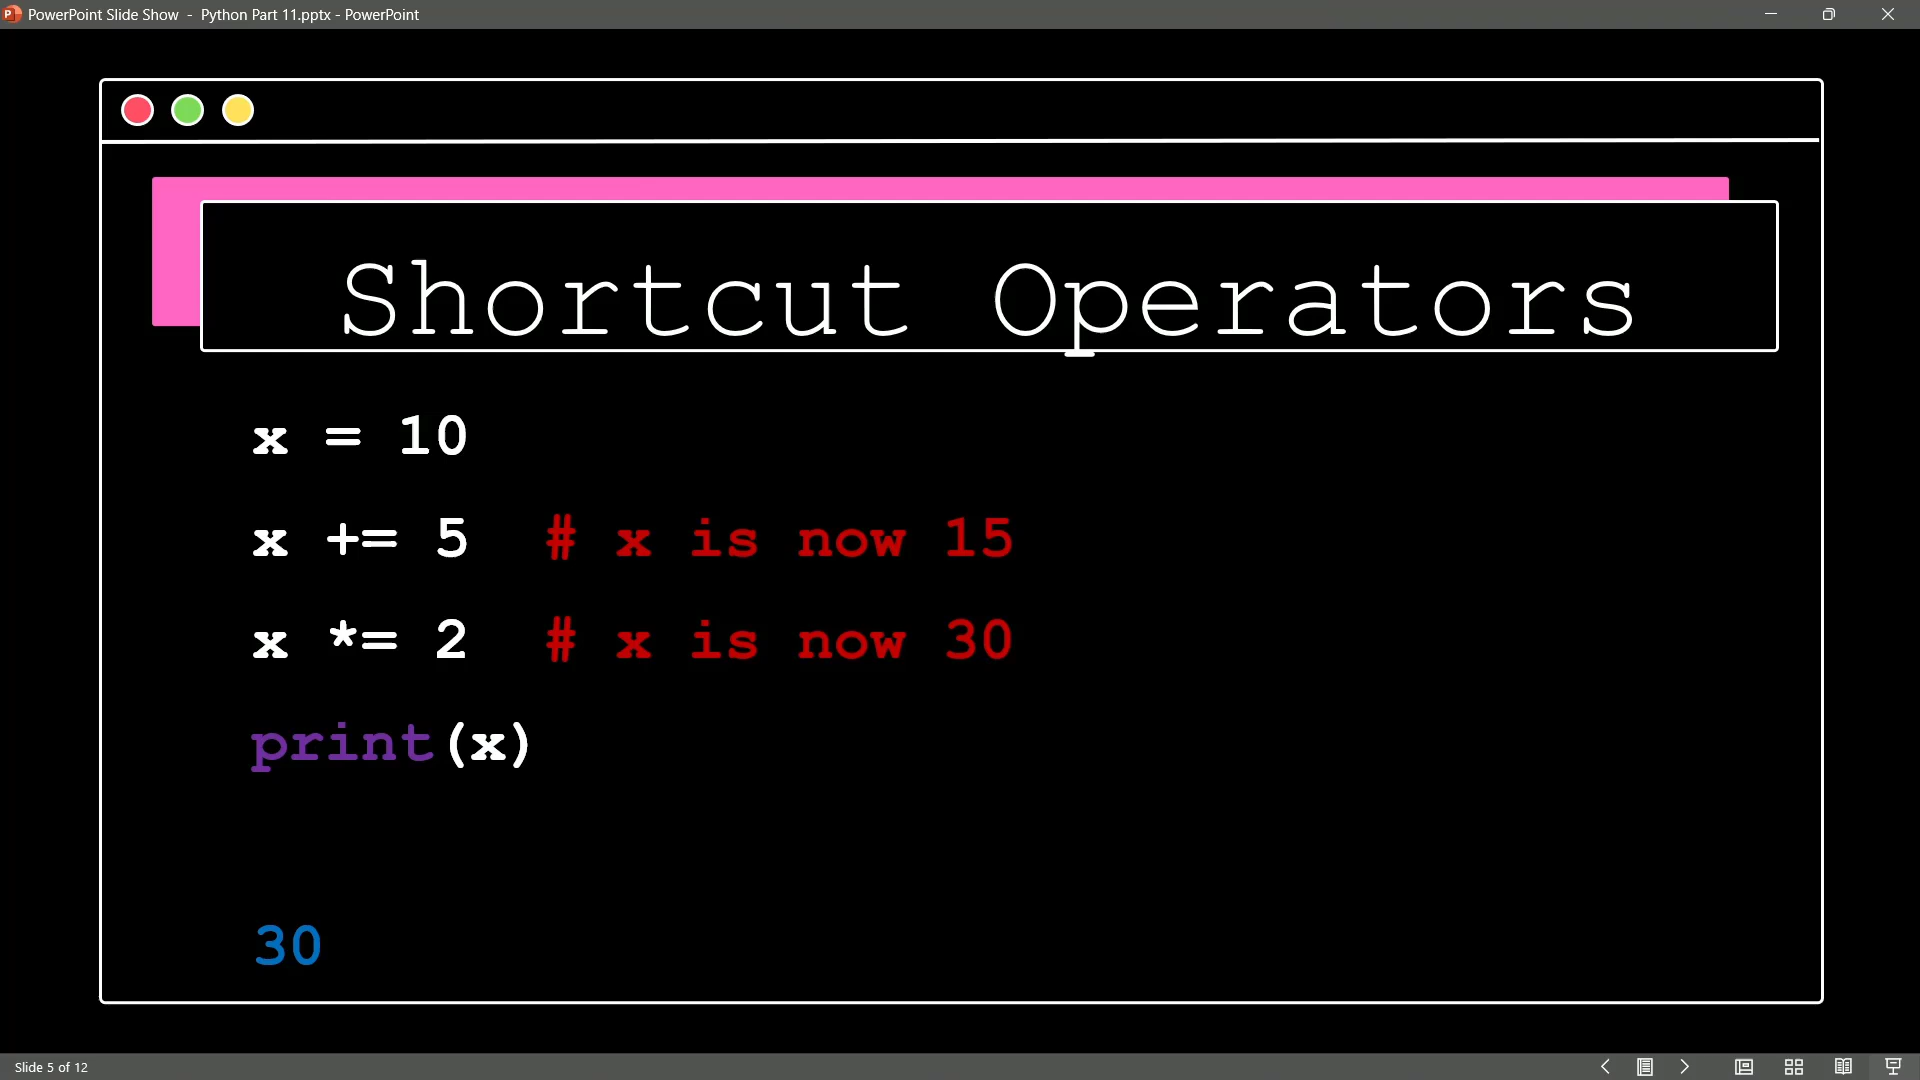 PowerPoint Slide Show - Python Part 11.pptx - PowerPoint
Shortcut Operators
x = 10
x += 5  # x is now 15
x *= 2  # x is now 30
print(x)
30
Slide 5 of 12